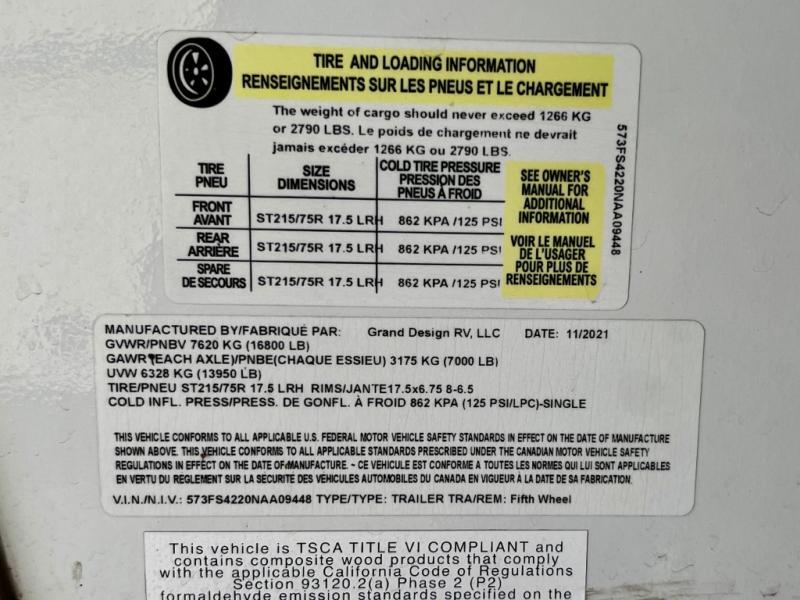 TIRE AND LOADING INFORMATION
RENSEIGNEMENTS SUR LES PNEUS ET LE CHARGEMENT
The weight of cargo should never exceed 1266 KG
or 2790 LBS. Le poids de chargement ne devrait
jamais excéder 1266 KG ou 2790 LBS.
TIRE
PNEU
SIZE
DIMENSIONS
COLD TIRE PRESSURE
PRESSION DES
PNEUS À FROID
FRONT
AVANT
ST215/75R 17.5 LRH
862 KPA /125 PSI
REAR
ARRIÈRE
ST215/75R 17.5 LRH
862 KPA /125 PSI
SPARE
DE SECOURS
ST215/75R 17.5 LRH
862 KPA /125 PSI
SEE OWNER'S
MANUAL FOR
ADDITIONAL
INFORMATION
VOIR LE MANUEL
DE L'USAGER
POUR PLUS DE
RENSEIGNEMENTS
573FS4220NAA09448
MANUFACTURED BY/FABRIQUÉ PAR: Grand Design RV, LLC DATE: 11/2021
GVWR/PNBV 7620 KG (16800 LB)
GAWR (EACH AXLE)/PNBE(CHAQUE ESSIEU) 3175 KG (7000 LB)
UVW 6328 KG (13950 LB)
TIRE/PNEU ST215/75R 17.5 LRH RIMS/JANTE17.5x6.75 8-6.5
COLD INFL. PRESS/PRESS. DE GONFL. À FROID 862 KPA (125 PSI/LPC)-SINGLE
THIS VEHICLE CONFORMS TO ALL APPLICABLE U.S. FEDERAL MOTOR VEHICLE SAFETY STANDARDS IN EFFECT ON THE DATE OF MANUFACTURE
SHOWN ABOVE. THIS VEHICLE CONFORMS TO ALL APPLICABLE STANDARDS PRESCRIBED UNDER THE CANADIAN MOTOR VEHICLE SAFETY
REGULATIONS IN EFFECT ON THE DATE OF MANUFACTURE. ~ CE VEHICULE EST CONFORME A TOUTES LES NORMES QUI LUI SONT APPLICABLES
EN VERTU DU REGLEMENT SUR LA SECURITE DES VEHICULES AUTOMOBILES DU CANADA EN VIGUEUR À LA DATE DE SA FABRICATION.
V.I.N./N.I.V.: 573FS4220NAA09448 TYPE/TYPE: TRAILER TRA/REM: Fifth Wheel
This vehicle is TSCA TITLE VI COMPLIANT and
contains composite wood products that comply
with the applicable California Code of Regulations
Section 93120.2(a) Phase 2 (P2)
formaldehyde emission standards specified on the